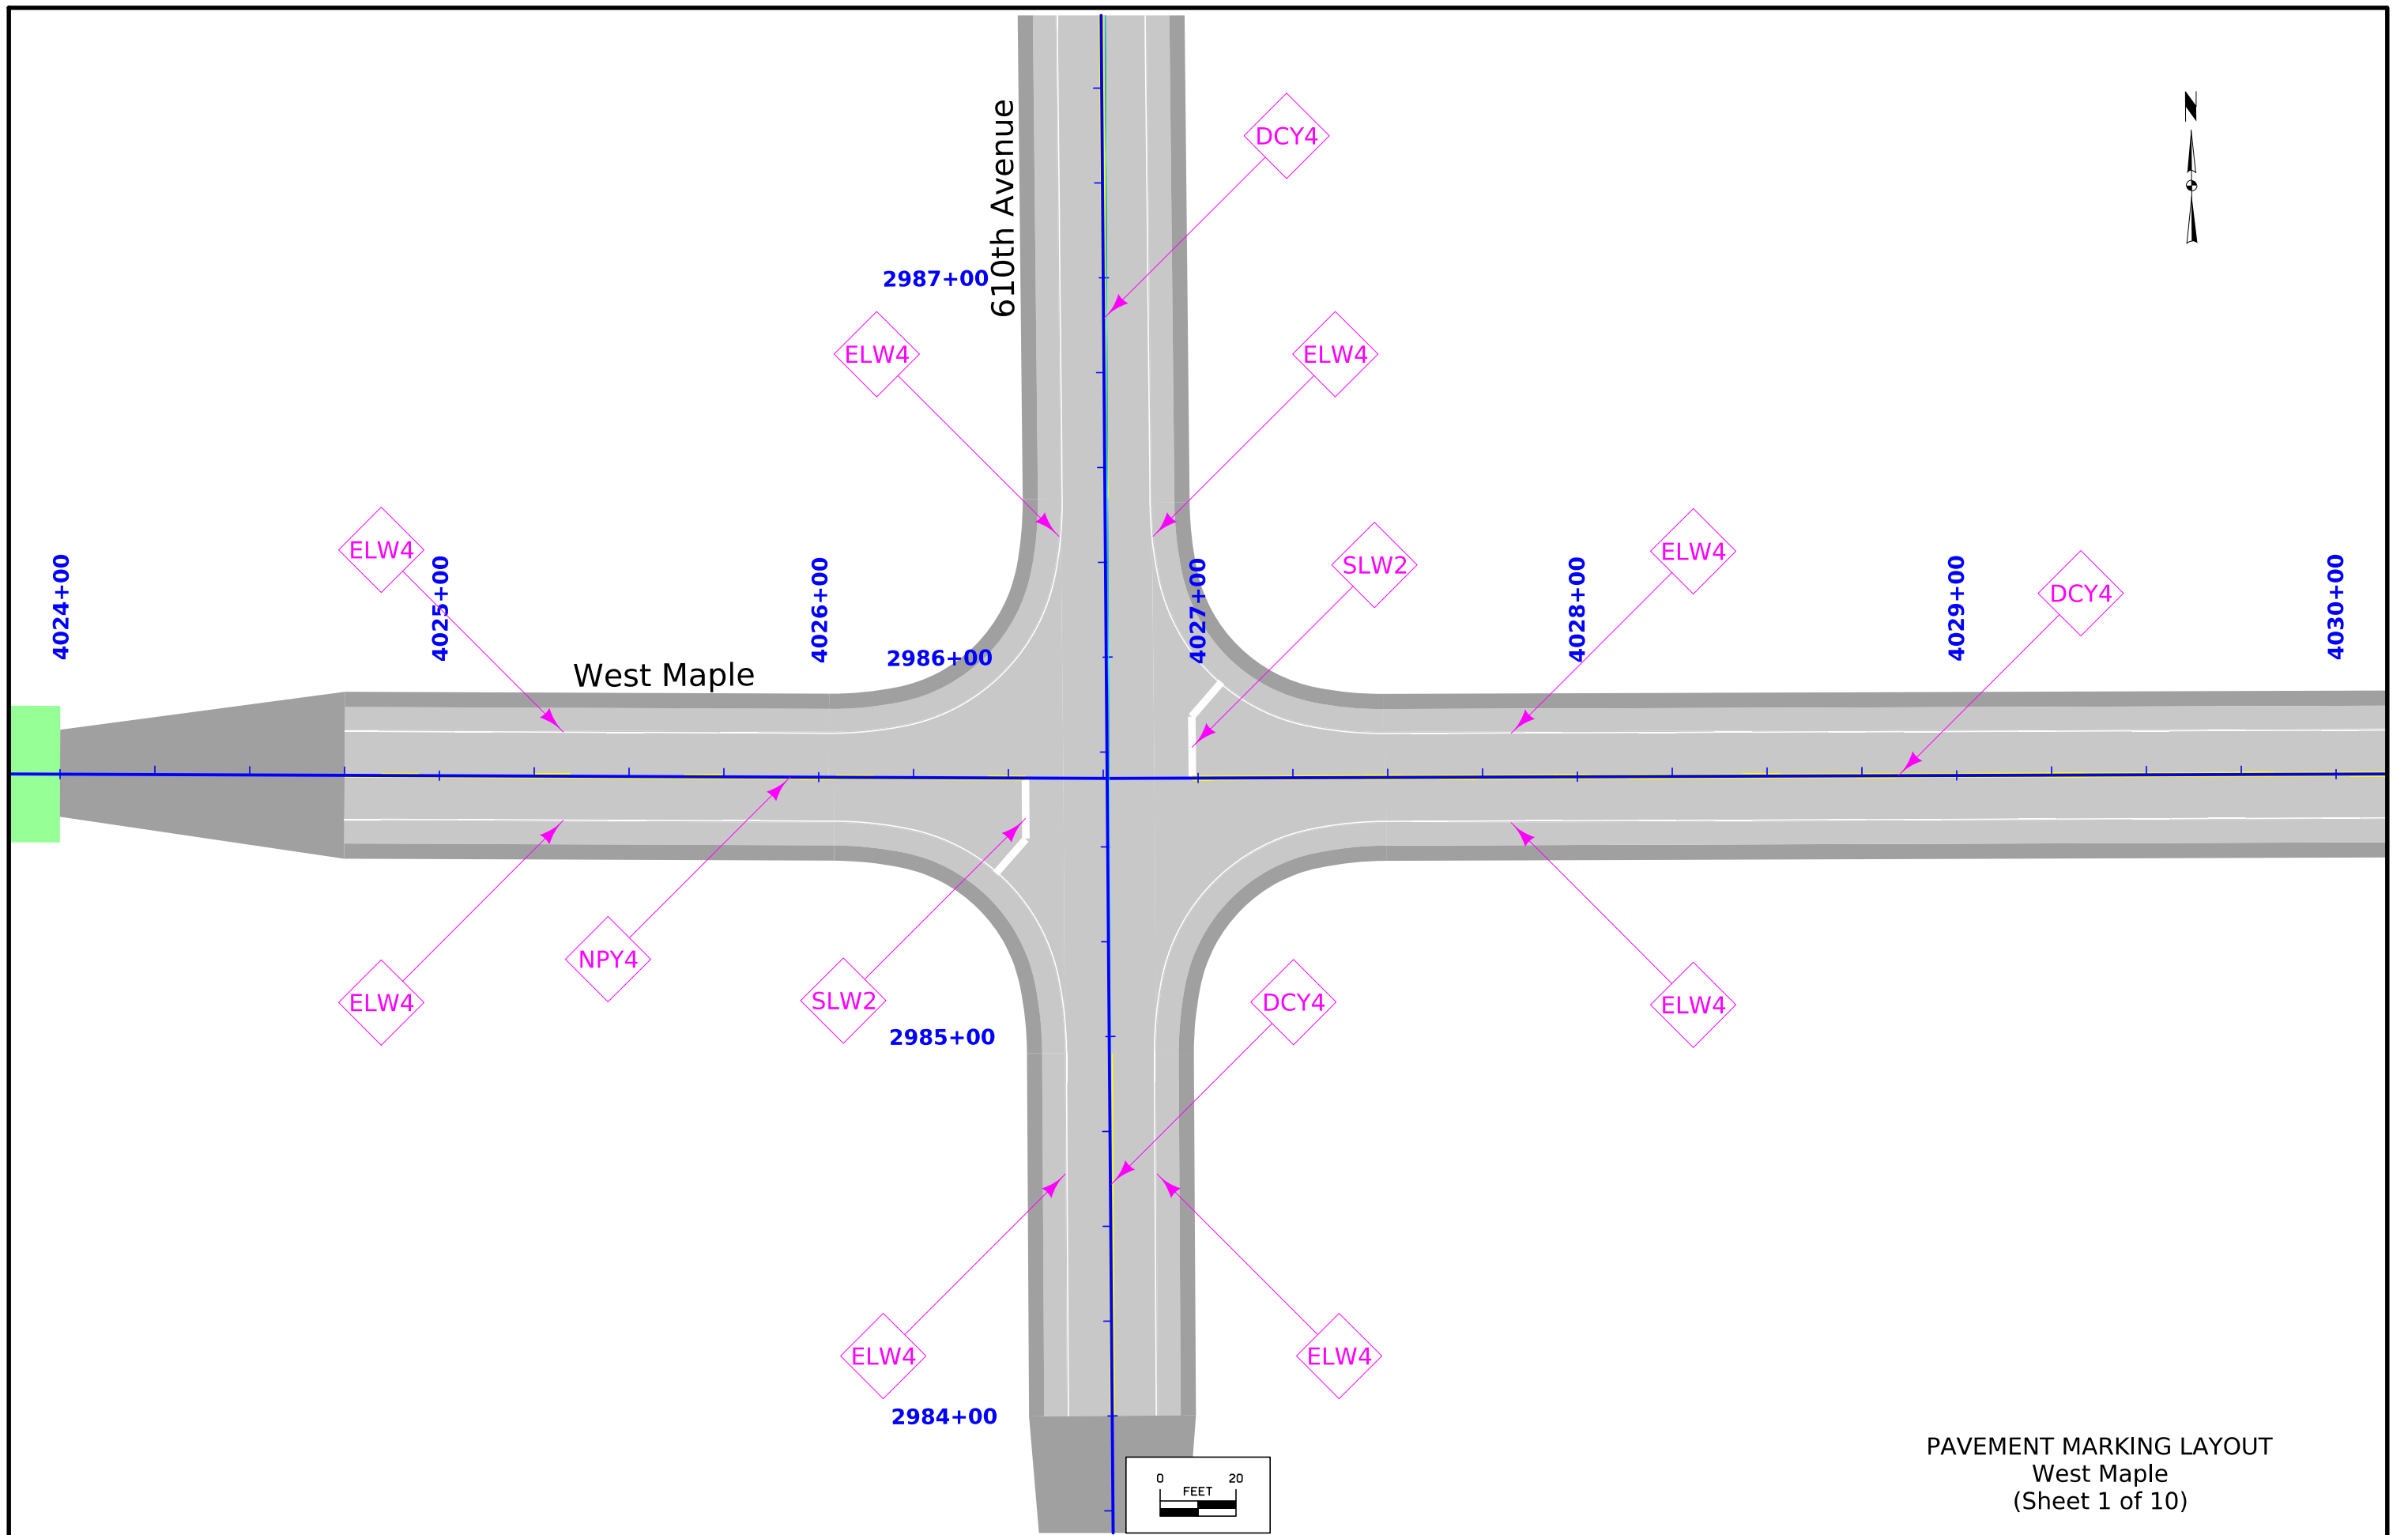 610th Avenue
DCY4
N
2987+00
ELW4
ELW4
ELW4
SLW2
ELW4
DCY4
4024+00
4025+00
4026+00
4027+00
4028+00
4029+00
4030+00
2986+00
West Maple
NPY4
ELW4
SLW2
DCY4
ELW4
2985+00
ELW4
ELW4
2984+00
0 20
FEET
PAVEMENT MARKING LAYOUT
West Maple
(Sheet 1 of 10)